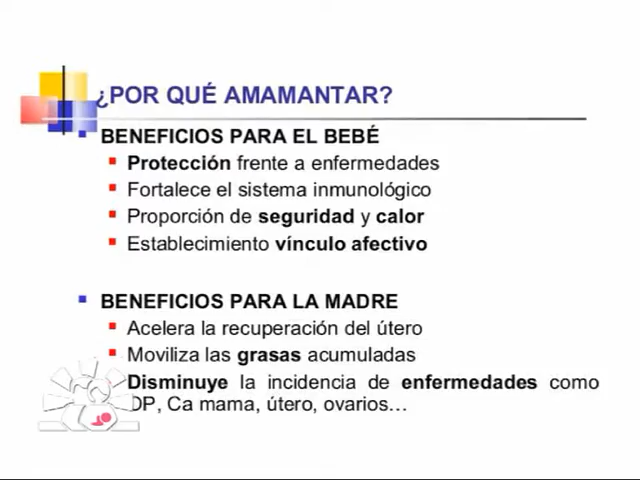 ¿POR QUÉ AMAMANTAR?
BENEFICIOS PARA EL BEBÉ
Protección frente a enfermedades
Fortalece el sistema inmunológico
Proporción de seguridad y calor
Establecimiento vínculo afectivo
BENEFICIOS PARA LA MADRE
Acelera la recuperación del útero
Moviliza las grasas acumuladas
Disminuye la incidencia de enfermedades como
Ca mama, útero, ovarios...